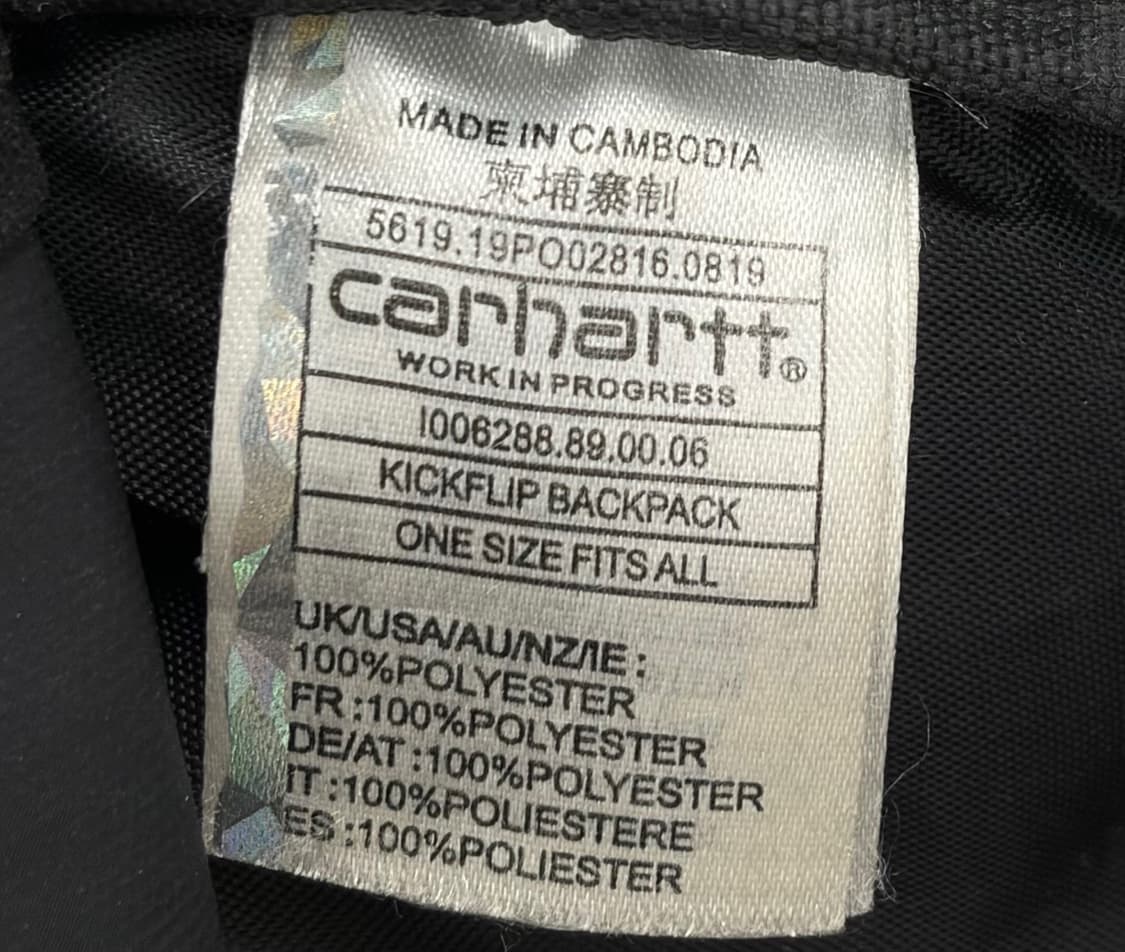 MADE IN CAMBODIA
柬埔寨制
5619.19PO02816.0819
carhartt®
WORK IN PROGRESS
I006288.89.00.06
KICKFLIP BACKPACK
ONE SIZE FITS ALL
UK/USA/AU/NZ/IE :
100%POLYESTER
FR :100%POLYESTER
DE/AT :100%POLYESTER
IT :100%POLIESTERE
ES :100%POLIESTER